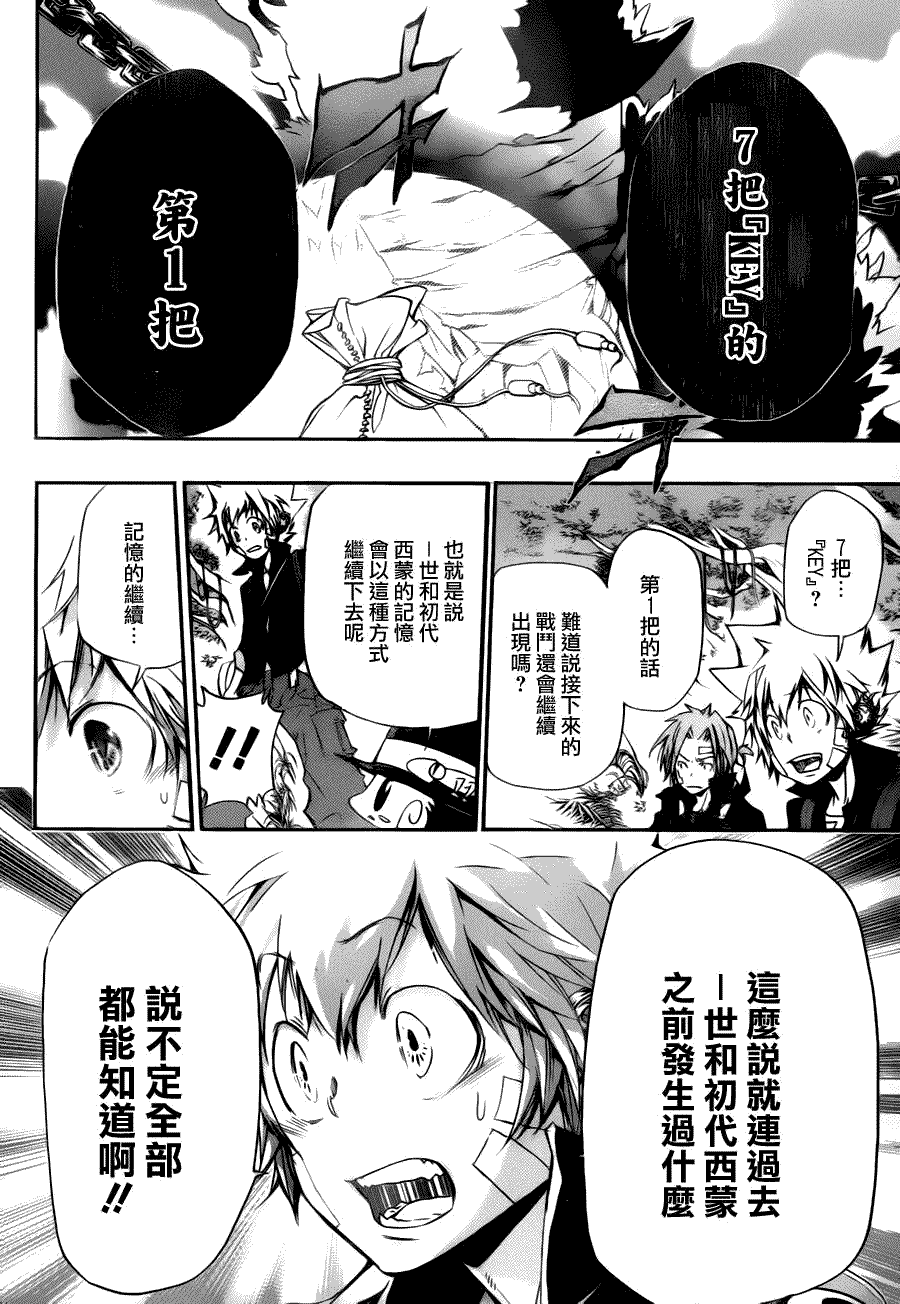 7把『KEY』的
第1把
7把…
『KEY』?
第1把的話
難道說接下來的
戰鬥還會繼續
出現嗎?
也就是說
一世和初代
西蒙的記憶
會以這種方式
繼續下去呢
!!
記憶的繼續…
這麼説就連過去
一世和初代西蒙
之前發生過什麼
説不定全部
都能知道啊!!